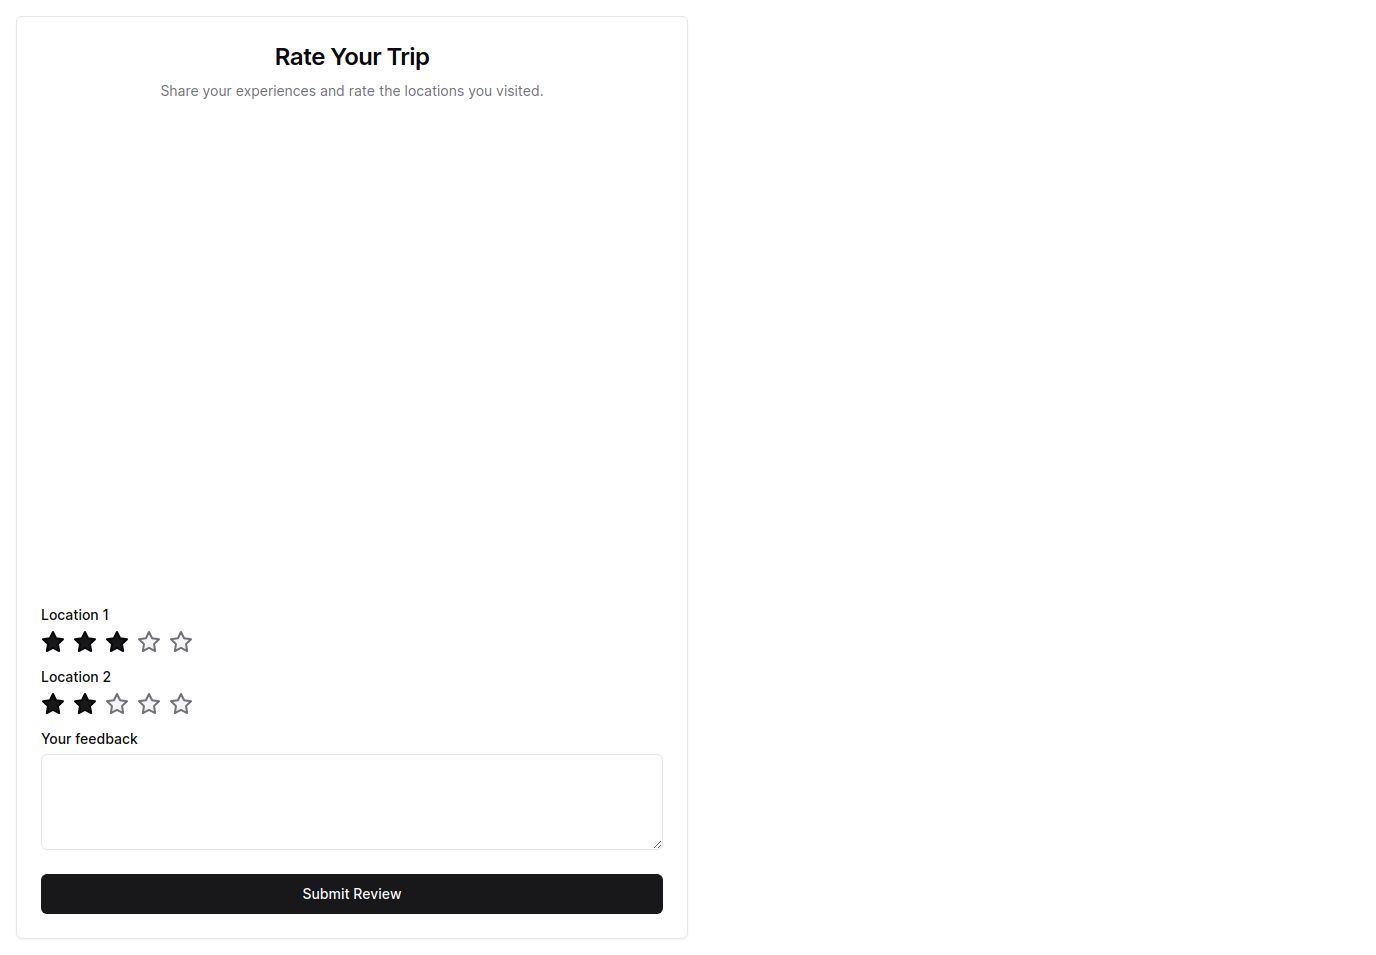 Rate Your Trip
Share your experiences and rate the locations you visited.
Location 1
Location 2
Your feedback
Submit Review